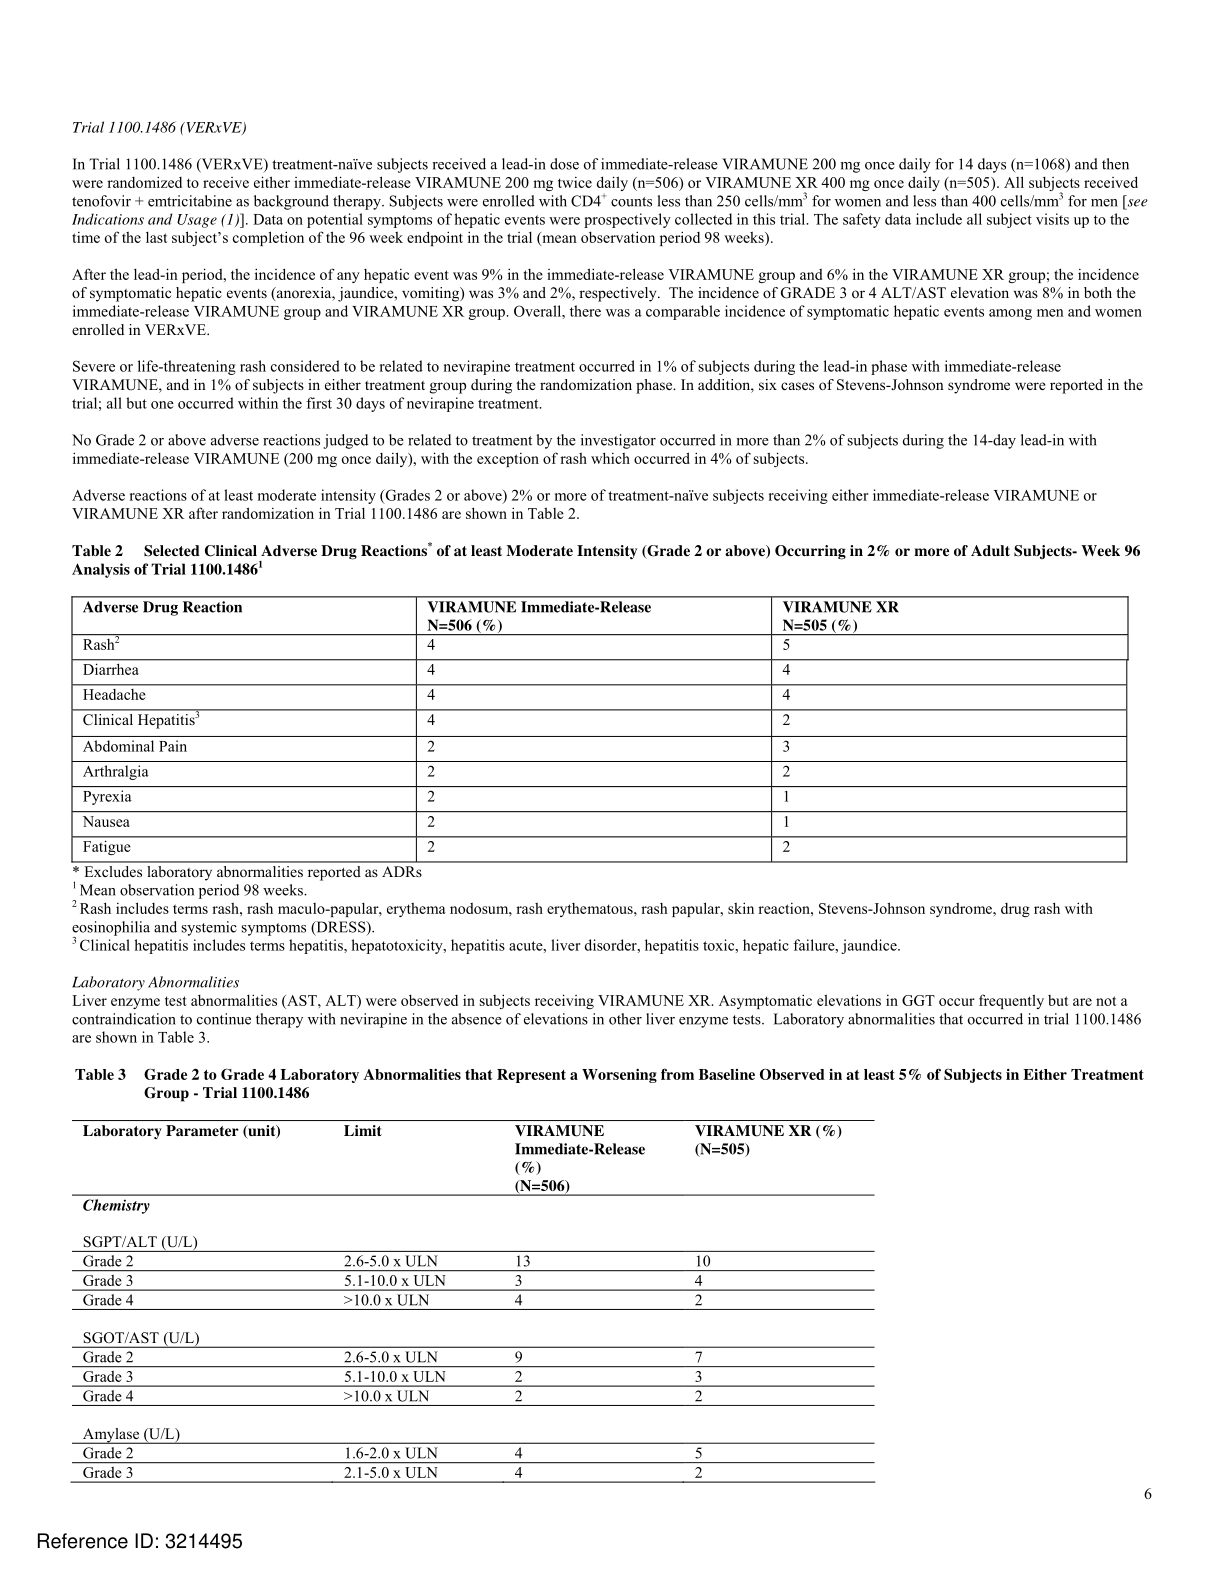 Trial 1100.1486 (VERxVE)
In Trial 1100.1486 (VERxVE) treatment-naïve subjects received a lead-in dose of immediate-release VIRAMUNE 200 mg once daily for 14 days (n=1068) and then
were randomized to receive either immediate-release VIRAMUNE 200 mg twice daily (n=506) or VIRAMUNE XR 400 mg once daily (n=505). All subjects received
tenofovir + emtricitabine as background therapy. Subjects were enrolled with CD4+ counts less than 250 cells/mm3 for women and less than 400 cells/mm3 for men [see
Indications and Usage (1)]. Data on potential symptoms of hepatic events were prospectively collected in this trial. The safety data include all subject visits up to the
time of the last subject's completion of the 96 week endpoint in the trial (mean observation period 98 weeks).
After the lead-in period, the incidence of any hepatic event was 9% in the immediate-release VIRAMUNE group and 6% in the VIRAMUNE XR group; the incidence
of symptomatic hepatic events (anorexia, jaundice, vomiting) was 3% and 2%, respectively. The incidence of GRADE 3 or 4 ALT/AST elevation was 8% in both the
immediate-release VIRAMUNE group and VIRAMUNE XR group. Overall, there was a comparable incidence of symptomatic hepatic events among men and women
enrolled in VERxVE.
Severe or life-threatening rash considered to be related to nevirapine treatment occurred in 1% of subjects during the lead-in phase with immediate-release
VIRAMUNE, and in 1% of subjects in either treatment group during the randomization phase. In addition, six cases of Stevens-Johnson syndrome were reported in the
trial; all but one occurred within the first 30 days of nevirapine treatment.
No Grade 2 or above adverse reactions judged to be related to treatment by the investigator occurred in more than 2% of subjects during the 14-day lead-in with
immediate-release VIRAMUNE (200 mg once daily), with the exception of rash which occurred in 4% of subjects.
Adverse reactions of at least moderate intensity (Grades 2 or above) 2% or more of treatment-naïve subjects receiving either immediate-release VIRAMUNE or
VIRAMUNE XR after randomization in Trial 1100.1486 are shown in Table 2.
Table 2 Selected Clinical Adverse Drug Reactions* of at least Moderate Intensity (Grade 2 or above) Occurring in 2% or more of Adult Subjects- Week 96
Analysis of Trial 1100.14861
Adverse Drug Reaction VIRAMUNE Immediate-Release VIRAMUNE XR
N=506 (%) N=505 (%)
Rash2 4 5
Diarrhea 4 4
Headache 4 4
Clinical Hepatitis3 4 2
Abdominal Pain 2 3
Arthralgia 2 2
Pyrexia 2 1
Nausea 2 1
Fatigue 2 2
* Excludes laboratory abnormalities reported as ADRs
1 Mean observation period 98 weeks.
2 Rash includes terms rash, rash maculo-papular, erythema nodosum, rash erythematous, rash papular, skin reaction, Stevens-Johnson syndrome, drug rash with
eosinophilia and systemic symptoms (DRESS).
3 Clinical hepatitis includes terms hepatitis, hepatotoxicity, hepatitis acute, liver disorder, hepatitis toxic, hepatic failure, jaundice.
Laboratory Abnormalities
Liver enzyme test abnormalities (AST, ALT) were observed in subjects receiving VIRAMUNE XR. Asymptomatic elevations in GGT occur frequently but are not a
contraindication to continue therapy with nevirapine in the absence of elevations in other liver enzyme tests. Laboratory abnormalities that occurred in trial 1100.1486
are shown in Table 3.
Table 3 Grade 2 to Grade 4 Laboratory Abnormalities that Represent a Worsening from Baseline Observed in at least 5% of Subjects in Either Treatment
Group - Trial 1100.1486
Laboratory Parameter (unit) Limit VIRAMUNE VIRAMUNE XR (%)
Immediate-Release (N=505)
(%)
(N=506)
Chemistry
SGPT/ALT (U/L)
Grade 2 2.6-5.0 x ULN 13 10
Grade 3 5.1-10.0 x ULN 3 4
Grade 4 >10.0 x ULN 4 2
SGOT/AST (U/L)
Grade 2 2.6-5.0 x ULN 9 7
Grade 3 5.1-10.0 x ULN 2 3
Grade 4 >10.0 x ULN 2 2
Amylase (U/L)
Grade 2 1.6-2.0 x ULN 4 5
Grade 3 2.1-5.0 x ULN 4 2
6
Reference ID: 3214495